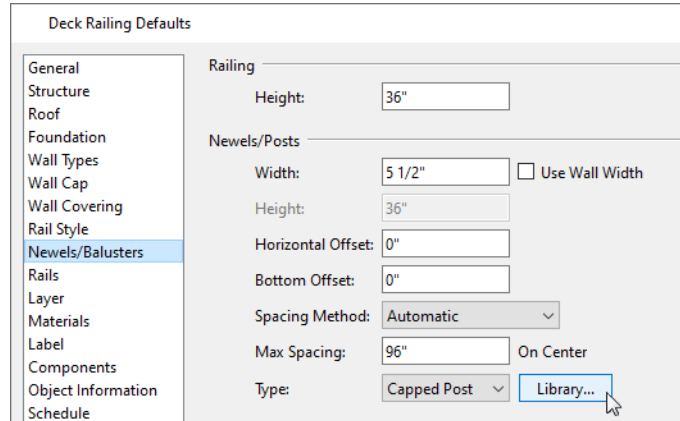 Deck Railing Defaults
General
Structure
Roof
Foundation
Wall Types
Wall Cap
Wall Covering
Rail Style
Newels/Balusters
Rails
Layer
Materials
Label
Components
Object Information
Schedule
Railing
Height: 36"
Newels/Posts
Width: 5 1/2" Use Wall Width
Height: 36"
Horizontal Offset: 0"
Bottom Offset: 0"
Spacing Method: Automatic
Max Spacing: 96" On Center
Type: Capped Post Library...